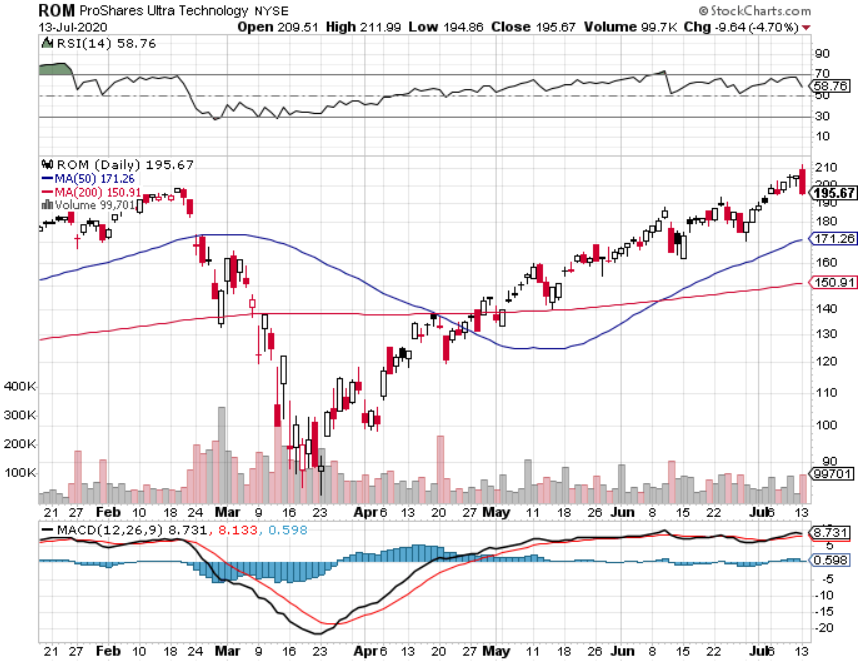 ROM ProShares Ultra Technology NYSE © StockCharts.com
13-Jul-2020 Open 209.51 High 211.99 Low 194.86 Close 195.67 Volume 99.7K Chg -9.64 (-4.70%)
RSI(14) 58.76
90
70
58.76
50
30
10
ROM (Daily) 195.67
MA(50) 171.26
MA(200) 150.91
Volume 99,701
210
200
195.67
190
180
171.26
160
150.91
140
130
120
110
100
90
400K
300K
200K
100K
99701
21 27 Feb 10 18 24 Mar 9 16 23 Apr 6 13 20 27 May 11 18 26 Jun 8 15 22 Jul 6 13
MACD(12,26,9) 8.731, 8.133, 0.598
8.731
5
0.598
-5
-10
-15
-20
21 27 Feb 10 18 24 Mar 9 16 23 Apr 6 13 20 27 May 11 18 26 Jun 8 15 22 Jul 6 13